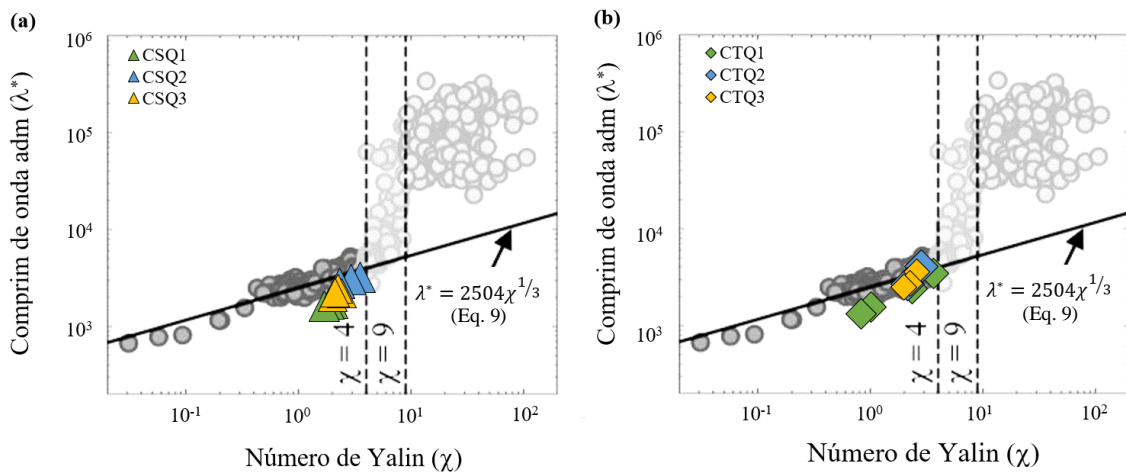 (a)
10⁶
10⁵
10⁴
10³
Comprim de onda adm (λ*)
CSQ1
CSQ2
CSQ3
χ = 4
χ = 9
λ* = 2504χ^1/3
(Eq. 9)
10⁻¹
10⁰
10¹
10²
Número de Yalin (χ)
(b)
10⁶
10⁵
10⁴
10³
Comprim de onda adm (λ*)
CTQ1
CTQ2
CTQ3
χ = 4
χ = 9
λ* = 2504χ^1/3
(Eq. 9)
10⁻¹
10⁰
10¹
10²
Número de Yalin (χ)